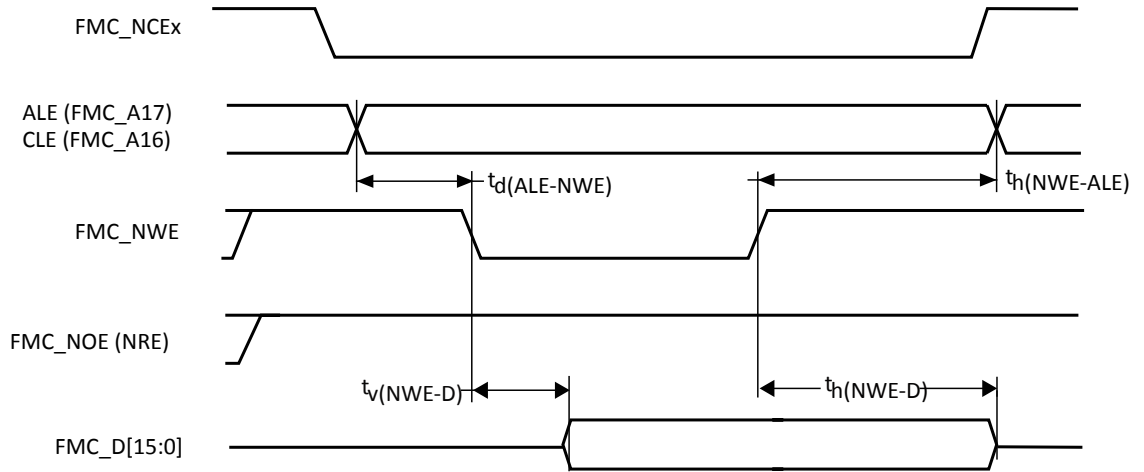 FMC_NCEx
ALE (FMC_A17)
CLE (FMC_A16)
td(ALE-NWE)
th(NWE-ALE)
FMC_NWE
FMC_NOE (NRE)
tv(NWE-D)
th(NWE-D)
FMC_D[15:0]